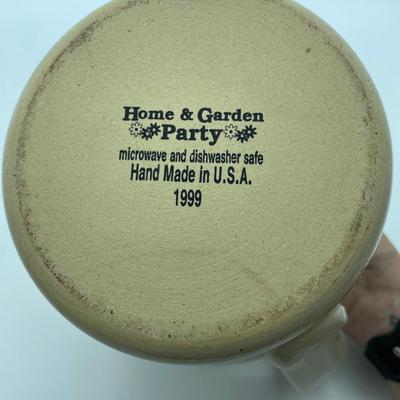 Home & Garden
Party
microwave and dishwasher safe
Hand Made in U.S.A.
1999